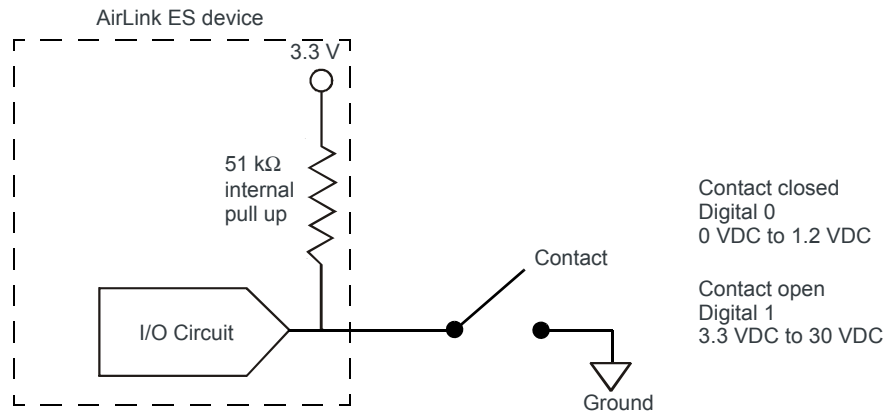 AirLink ES device
3.3 V
51 kΩ
internal
pull up
I/O Circuit
Contact
Ground
Contact closed
Digital 0
0 VDC to 1.2 VDC
Contact open
Digital 1
3.3 VDC to 30 VDC